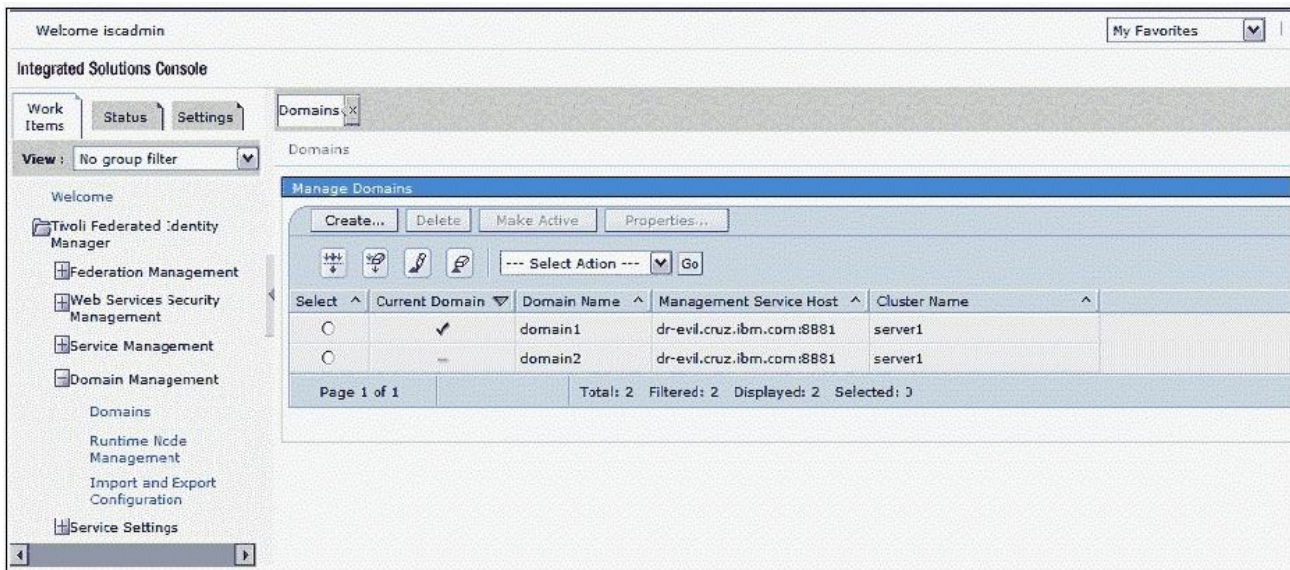 Welcome iscadmin
My Favorites
Integrated Solutions Console
Work Items
Status
Settings
View : No group filter
Welcome
Tivoli Federated Identity Manager
Federation Management
Web Services Security Management
Service Management
Domain Management
Domains
Runtime Node Management
Import and Export Configuration
Service Settings
Domains
Domains
Manage Domains
Create... Delete Make Active Properties...
--- Select Action --- Go
Select Current Domain Domain Name Management Service Host Cluster Name
domain1 dr-evil.cruz.ibm.com:8881 server1
domain2 dr-evil.cruz.ibm.com:8881 server1
Page 1 of 1 Total: 2 Filtered: 2 Displayed: 2 Selected: 0